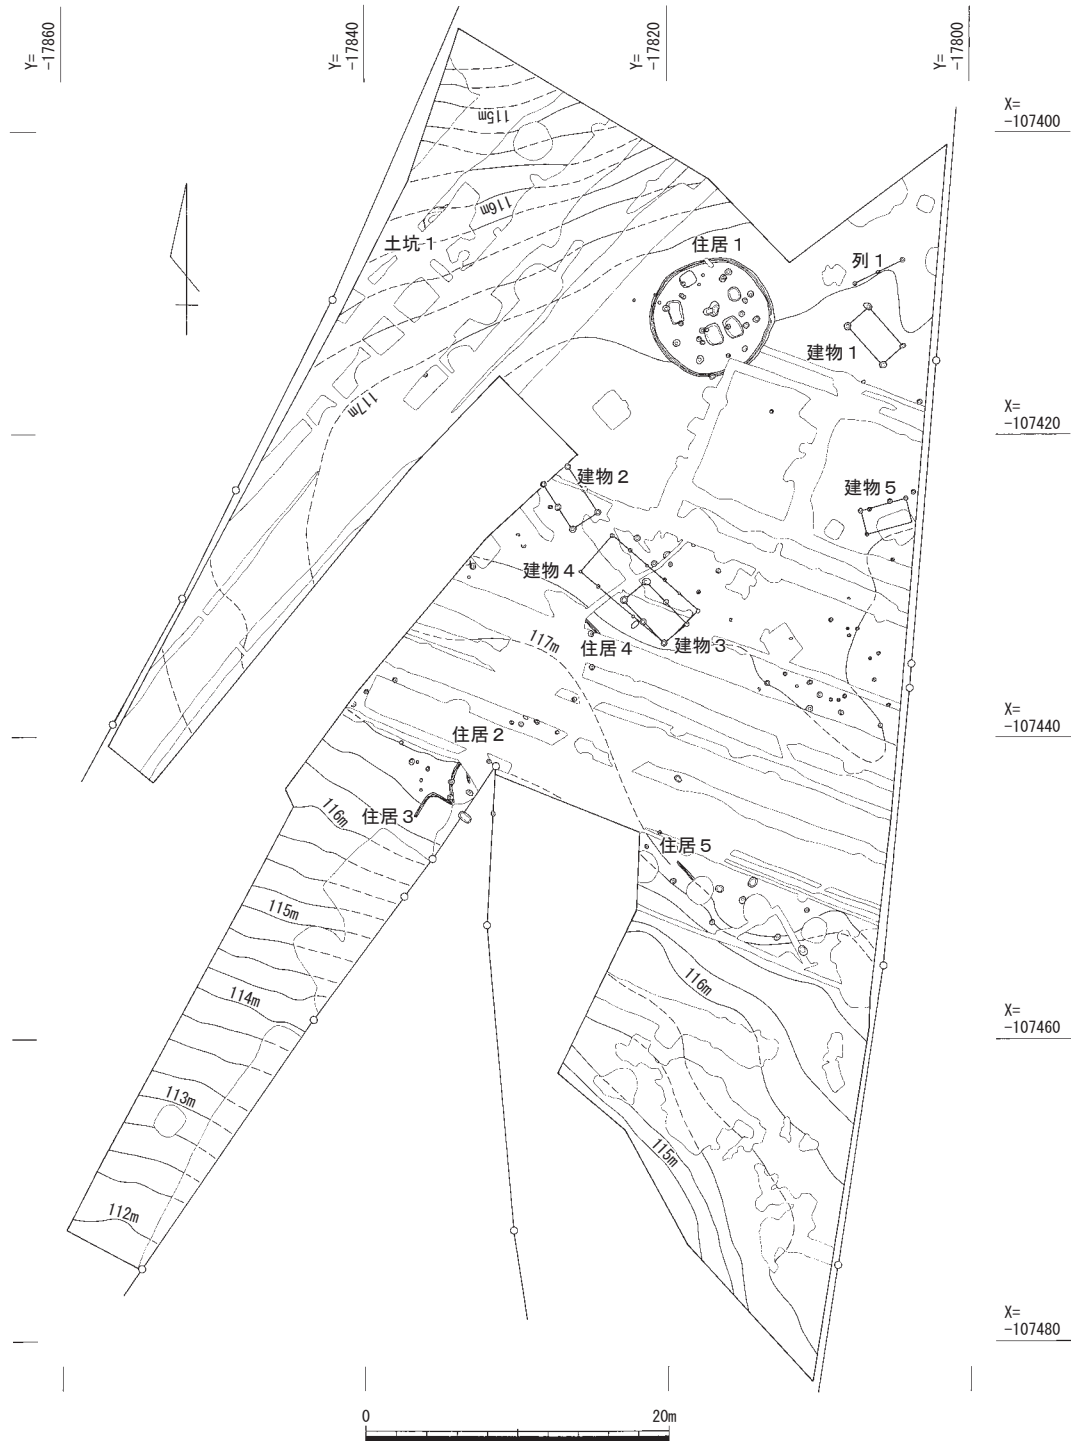 Y=
-17860
Y=
-17840
Y=
-17820
Y=
-17800
X=
-107400
115m
116m
土坑1
住居1
列1
建物1
117m
X=
-107420
建物2
建物5
建物4
117m
住居4
建物3
住居2
X=
-107440
住居3
116m
住居5
115m
114m
116m
X=
-107460
113m
115m
112m
X=
-107480
0
20m